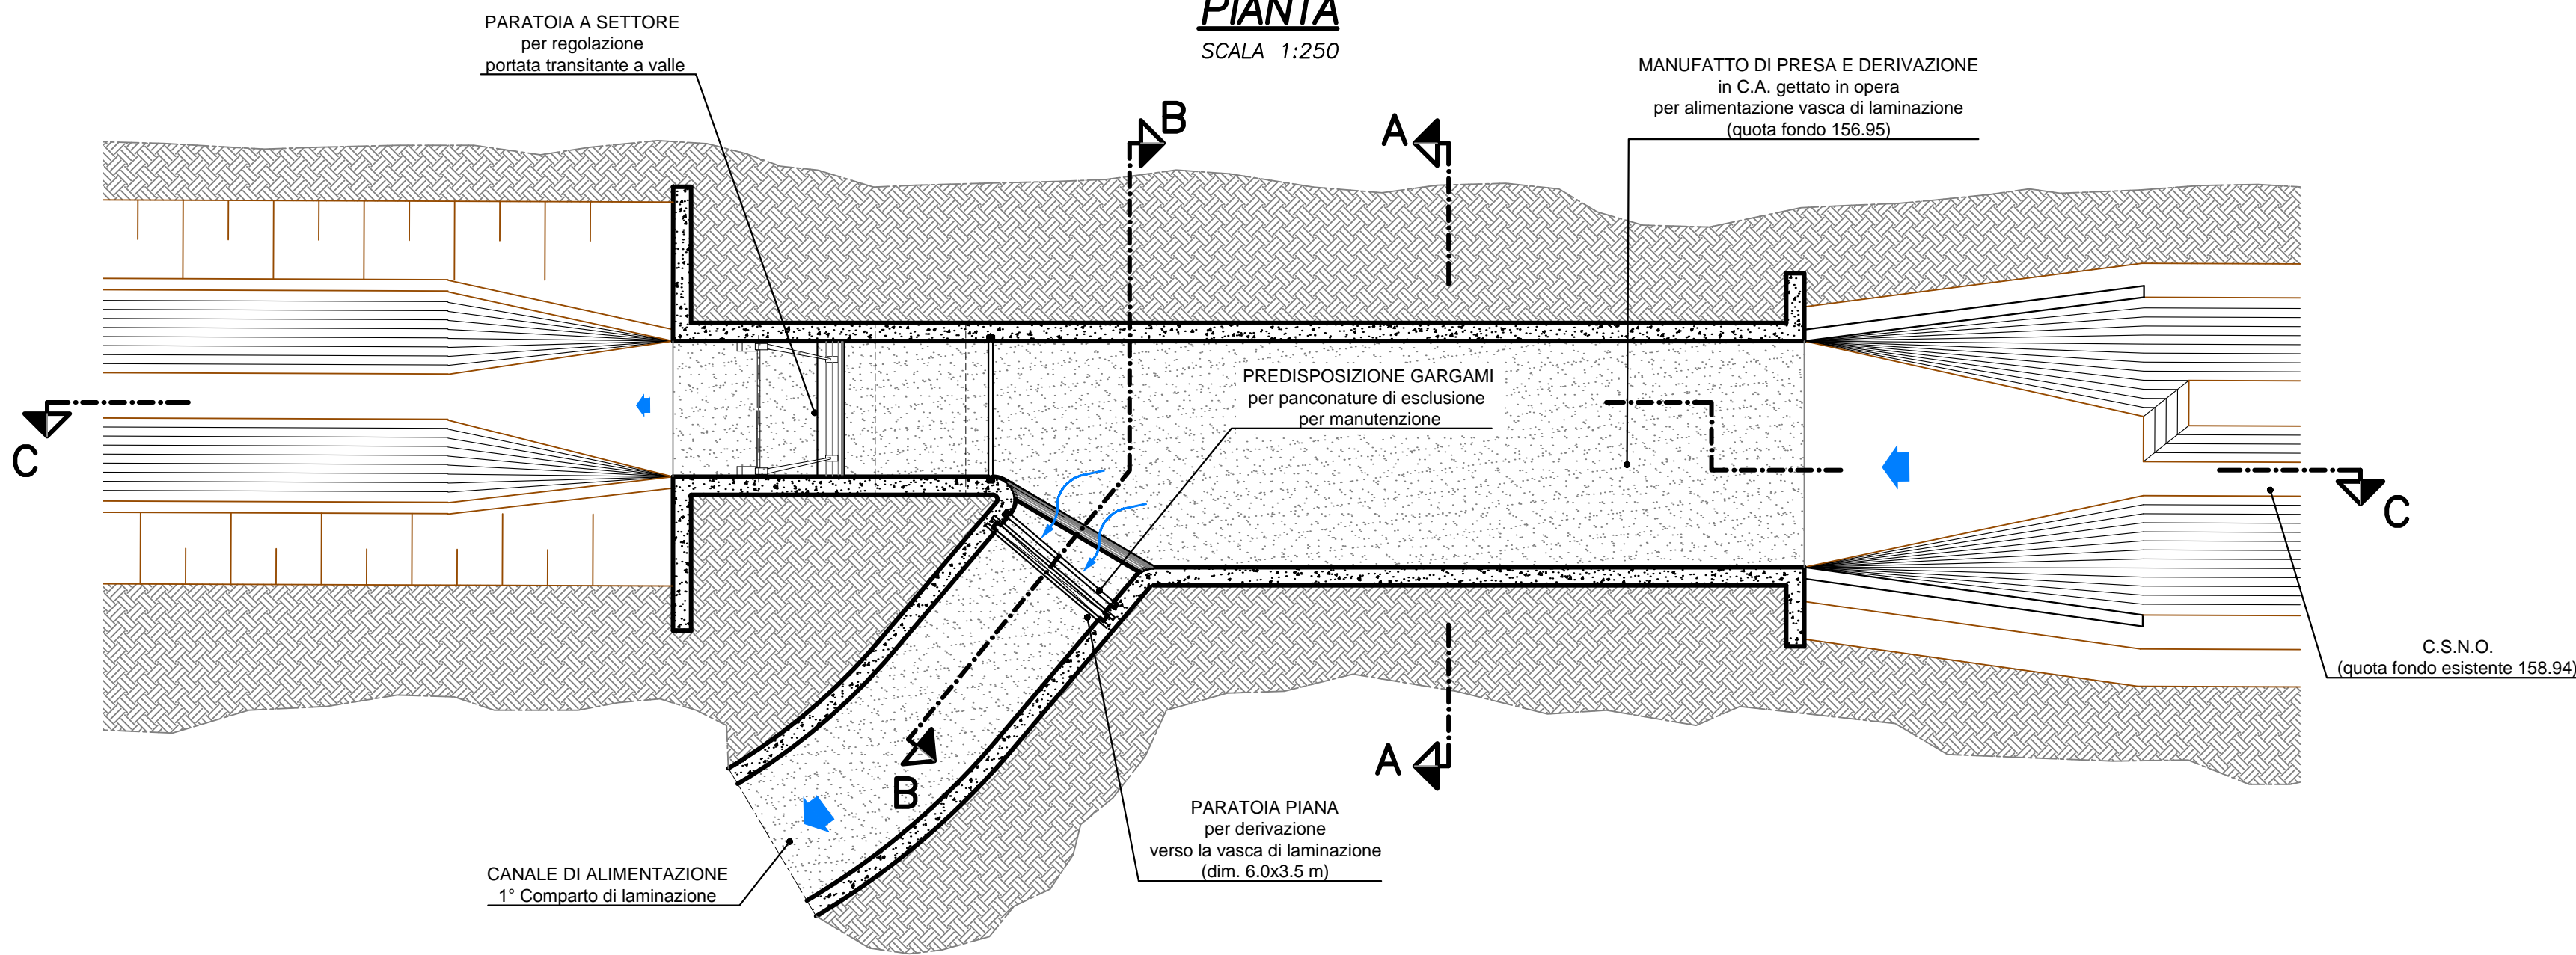 PIANTA
SCALA 1:250
PARATOIA A SETTORE
per regolazione
portata transitante a valle
MANUFATTO DI PRESA E DERIVAZIONE
in C.A. gettato in opera
per alimentazione vasca di laminazione
(quota fondo 156.95)
B
A
PREDISPOSIZIONE GARGAMI
per panconature di esclusione
per manutenzione
C
C
C.S.N.O.
(quota fondo esistente 158.94)
A
B
PARATOIA PIANA
per derivazione
verso la vasca di laminazione
(dim. 6.0x3.5 m)
CANALE DI ALIMENTAZIONE
1° Comparto di laminazione